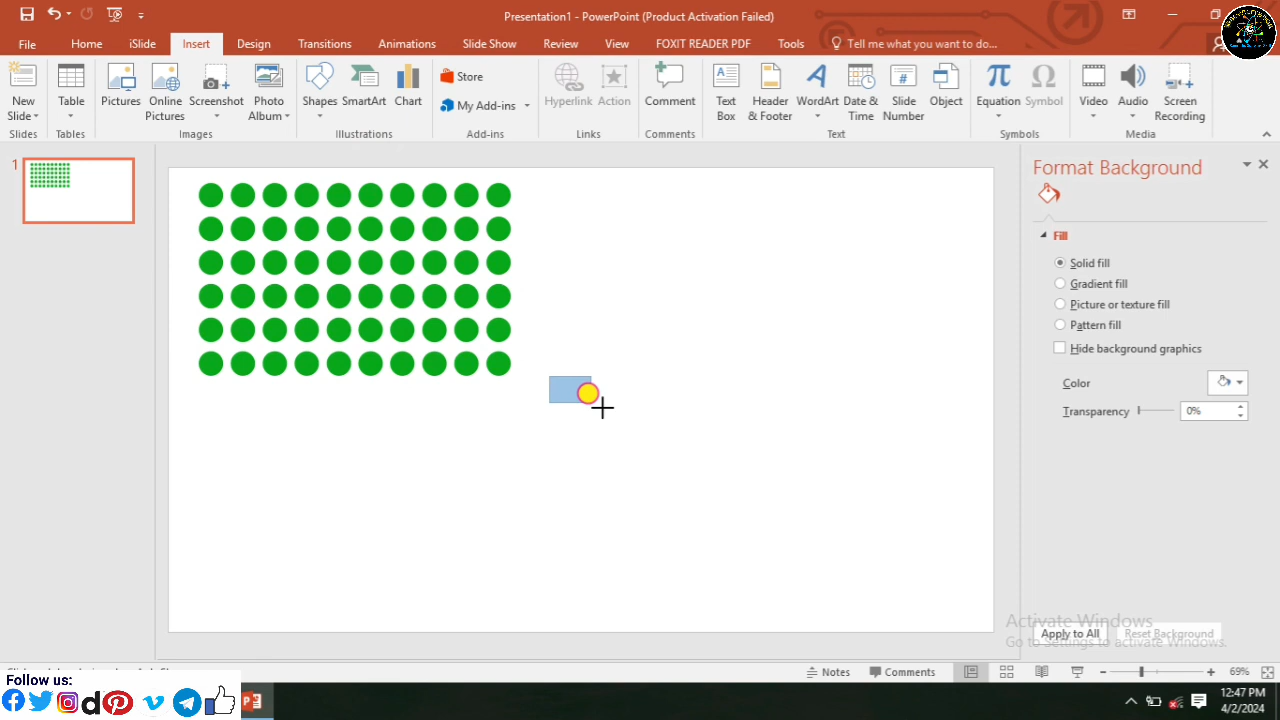 Presentation1 - PowerPoint (Product Activation Failed)
File Home iSlide Insert Design Transitions Animations Slide Show Review View FOXIT READER PDF Tools Tell me what you want to do...
New Slide Table Pictures Online Pictures Screenshot Photo Album Shapes SmartArt Chart Store My Add-ins Hyperlink Action Comment Text Box Header & Footer WordArt Date & Time Slide Number Object Equation Symbol Video Audio Screen Recording
Slides Tables Images Illustrations Add-ins Links Comments Text Symbols Media
1
Format Background
Fill
Solid fill
Gradient fill
Picture or texture fill
Pattern fill
Hide background graphics
Color
Transparency 0%
Activate Windows
Go to Settings to activate Windows.
Apply to All Reset Background
Notes Comments 69%
Follow us:
12:47 PM
4/2/2024